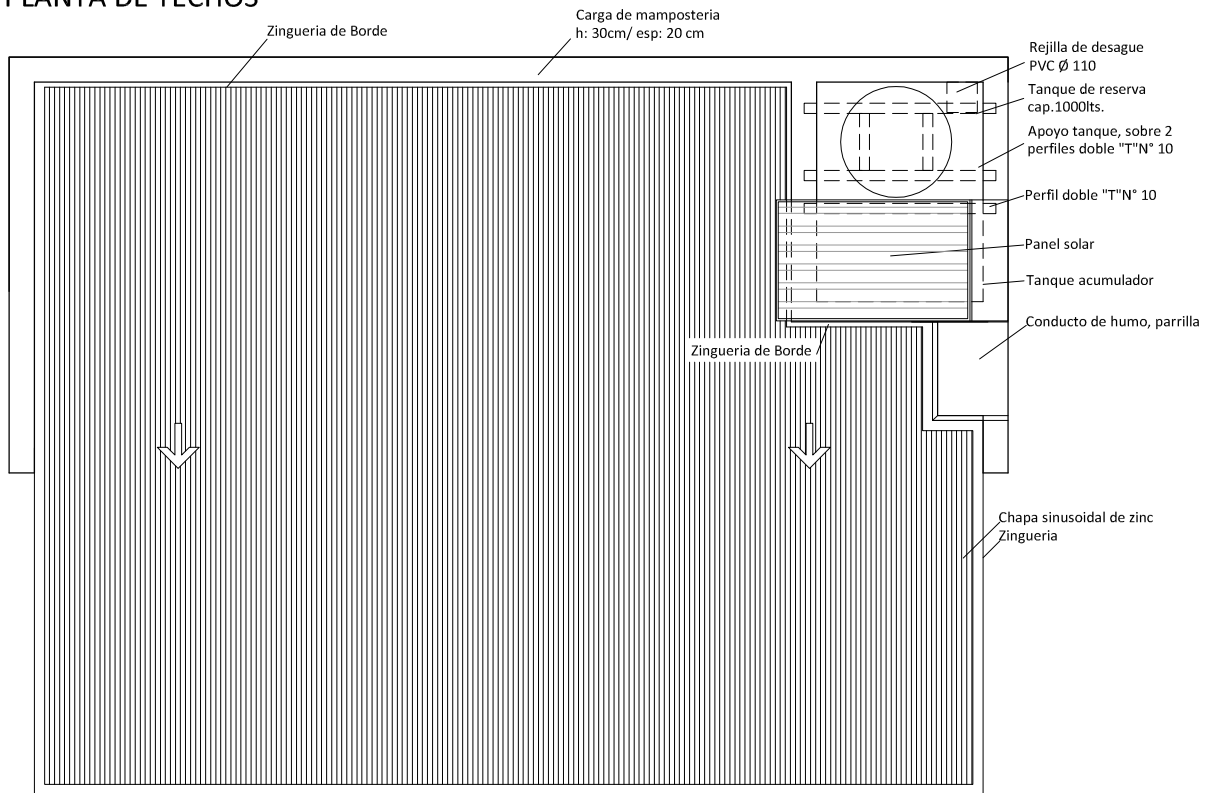 PLANTA DE TECHOS
Zingueria de Borde
Carga de mamposteria
h: 30cm/ esp: 20 cm
Rejilla de desague
PVC Ø 110
Tanque de reserva
cap.1000lts.
Apoyo tanque, sobre 2
perfiles doble "T"N° 10
Perfil doble "T"N° 10
Panel solar
Tanque acumulador
Conducto de humo, parrilla
Zingueria de Borde
Chapa sinusoidal de zinc
Zingueria